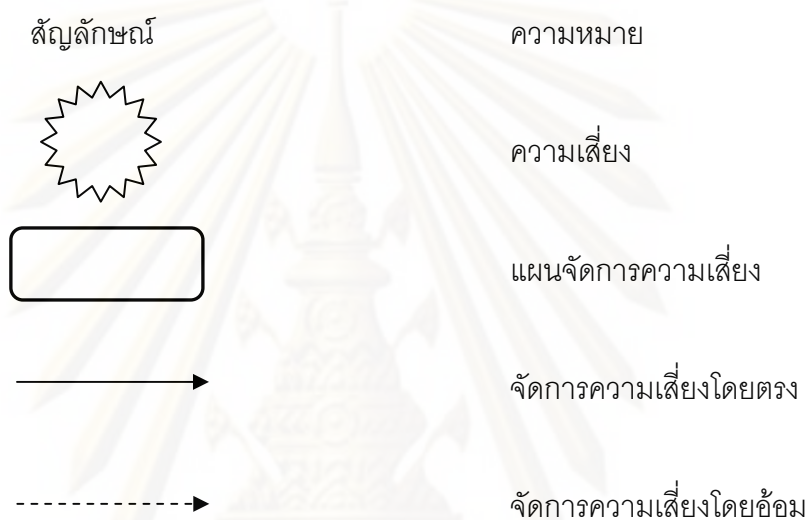 สัญลักษณ์ ความหมาย
ความเสี่ยง
แผนจัดการความเสี่ยง
จัดการความเสี่ยงโดยตรง
จัดการความเสี่ยงโดยอ้อม